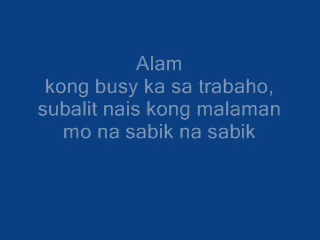 Alam
kong busy ka sa trabaho,
subalit nais kong malaman
mo na sabik na sabik